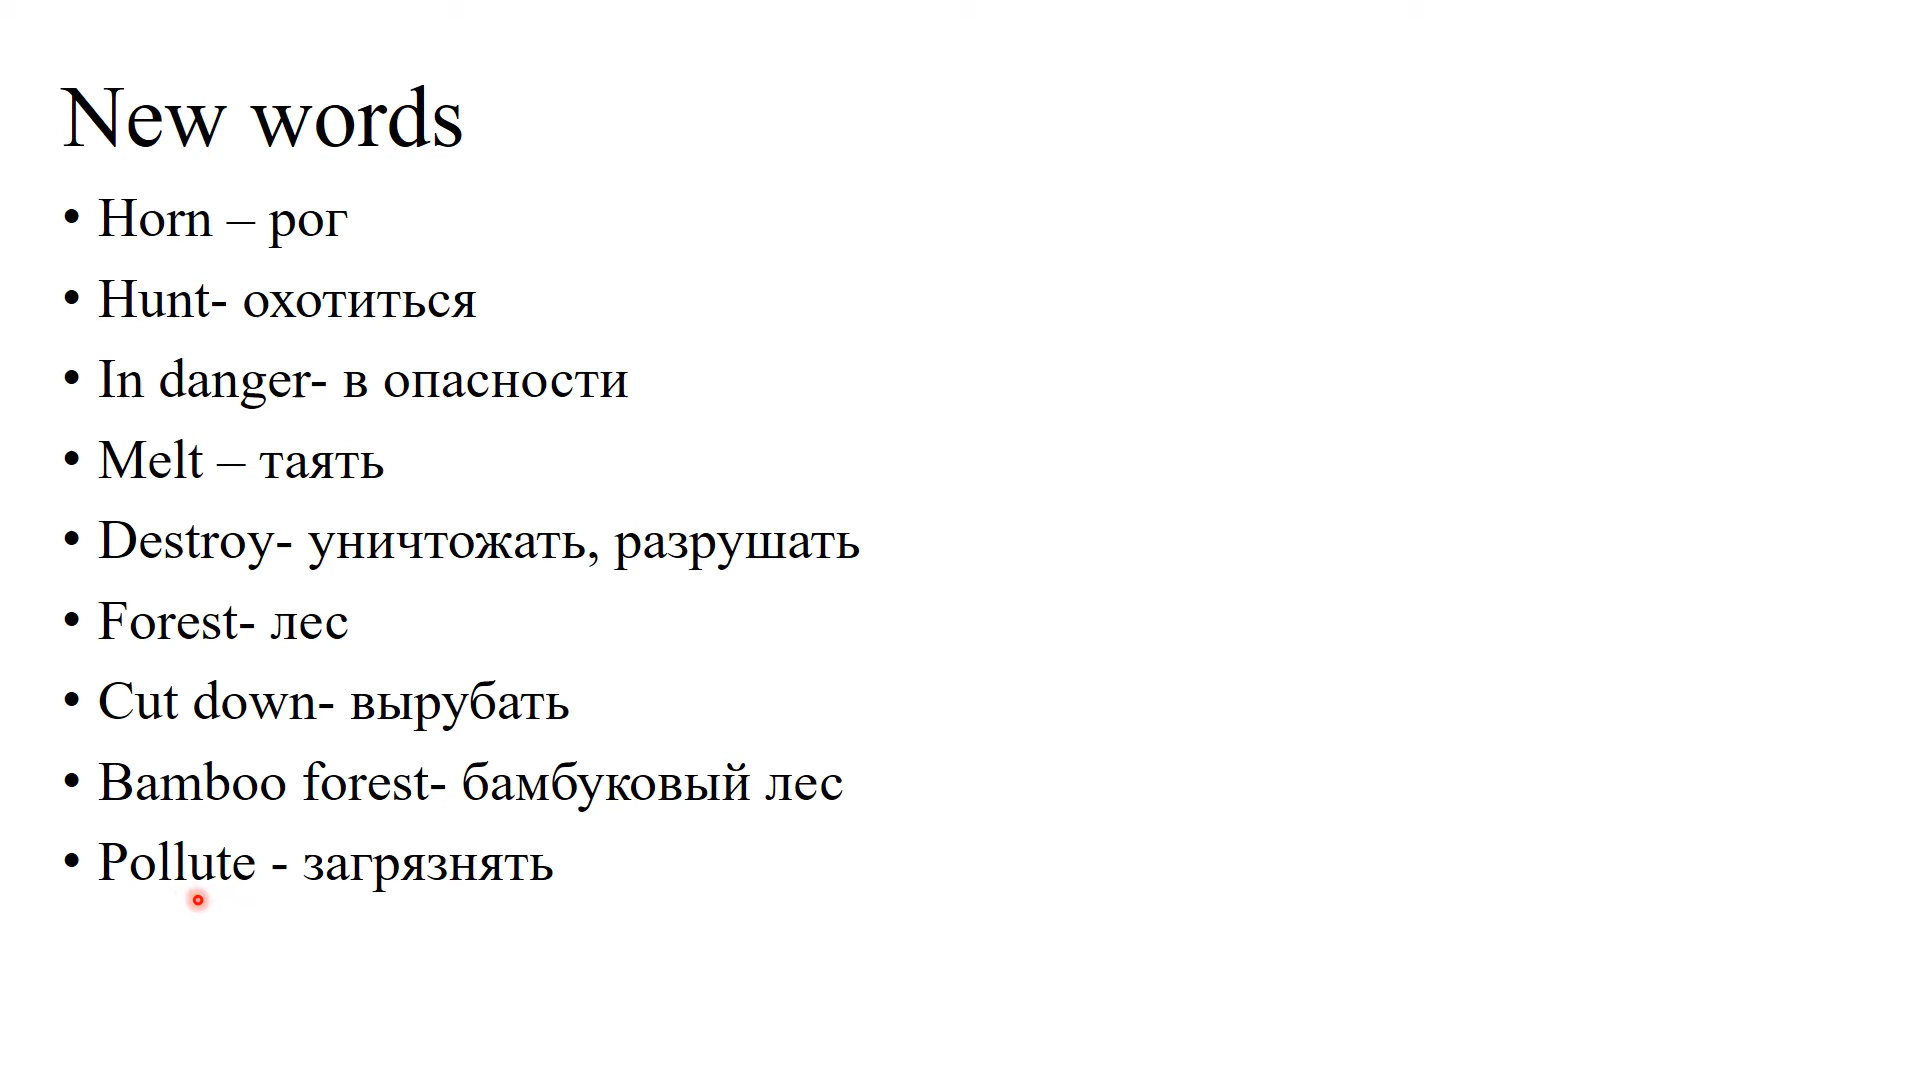 New words
• Horn – рог
• Hunt- охотиться
• In danger- в опасности
• Melt – таять
• Destroy- уничтожать, разрушать
• Forest- лес
• Cut down- вырубать
• Bamboo forest- бамбуковый лес
• Pollute - загрязнять